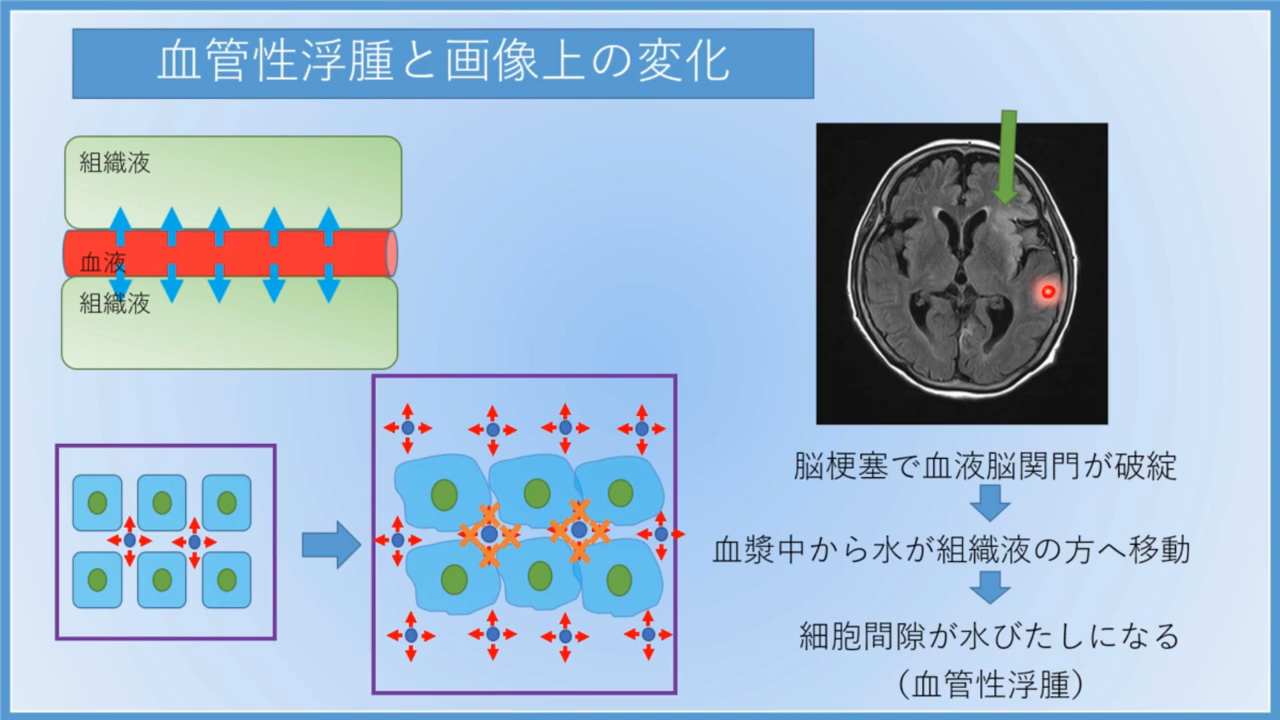 血管性浮腫と画像上の変化
組織液
血液
組織液
脳梗塞で血液脳関門が破綻
血漿中から水が組織液の方へ移動
細胞間隙が水びたしになる
（血管性浮腫）